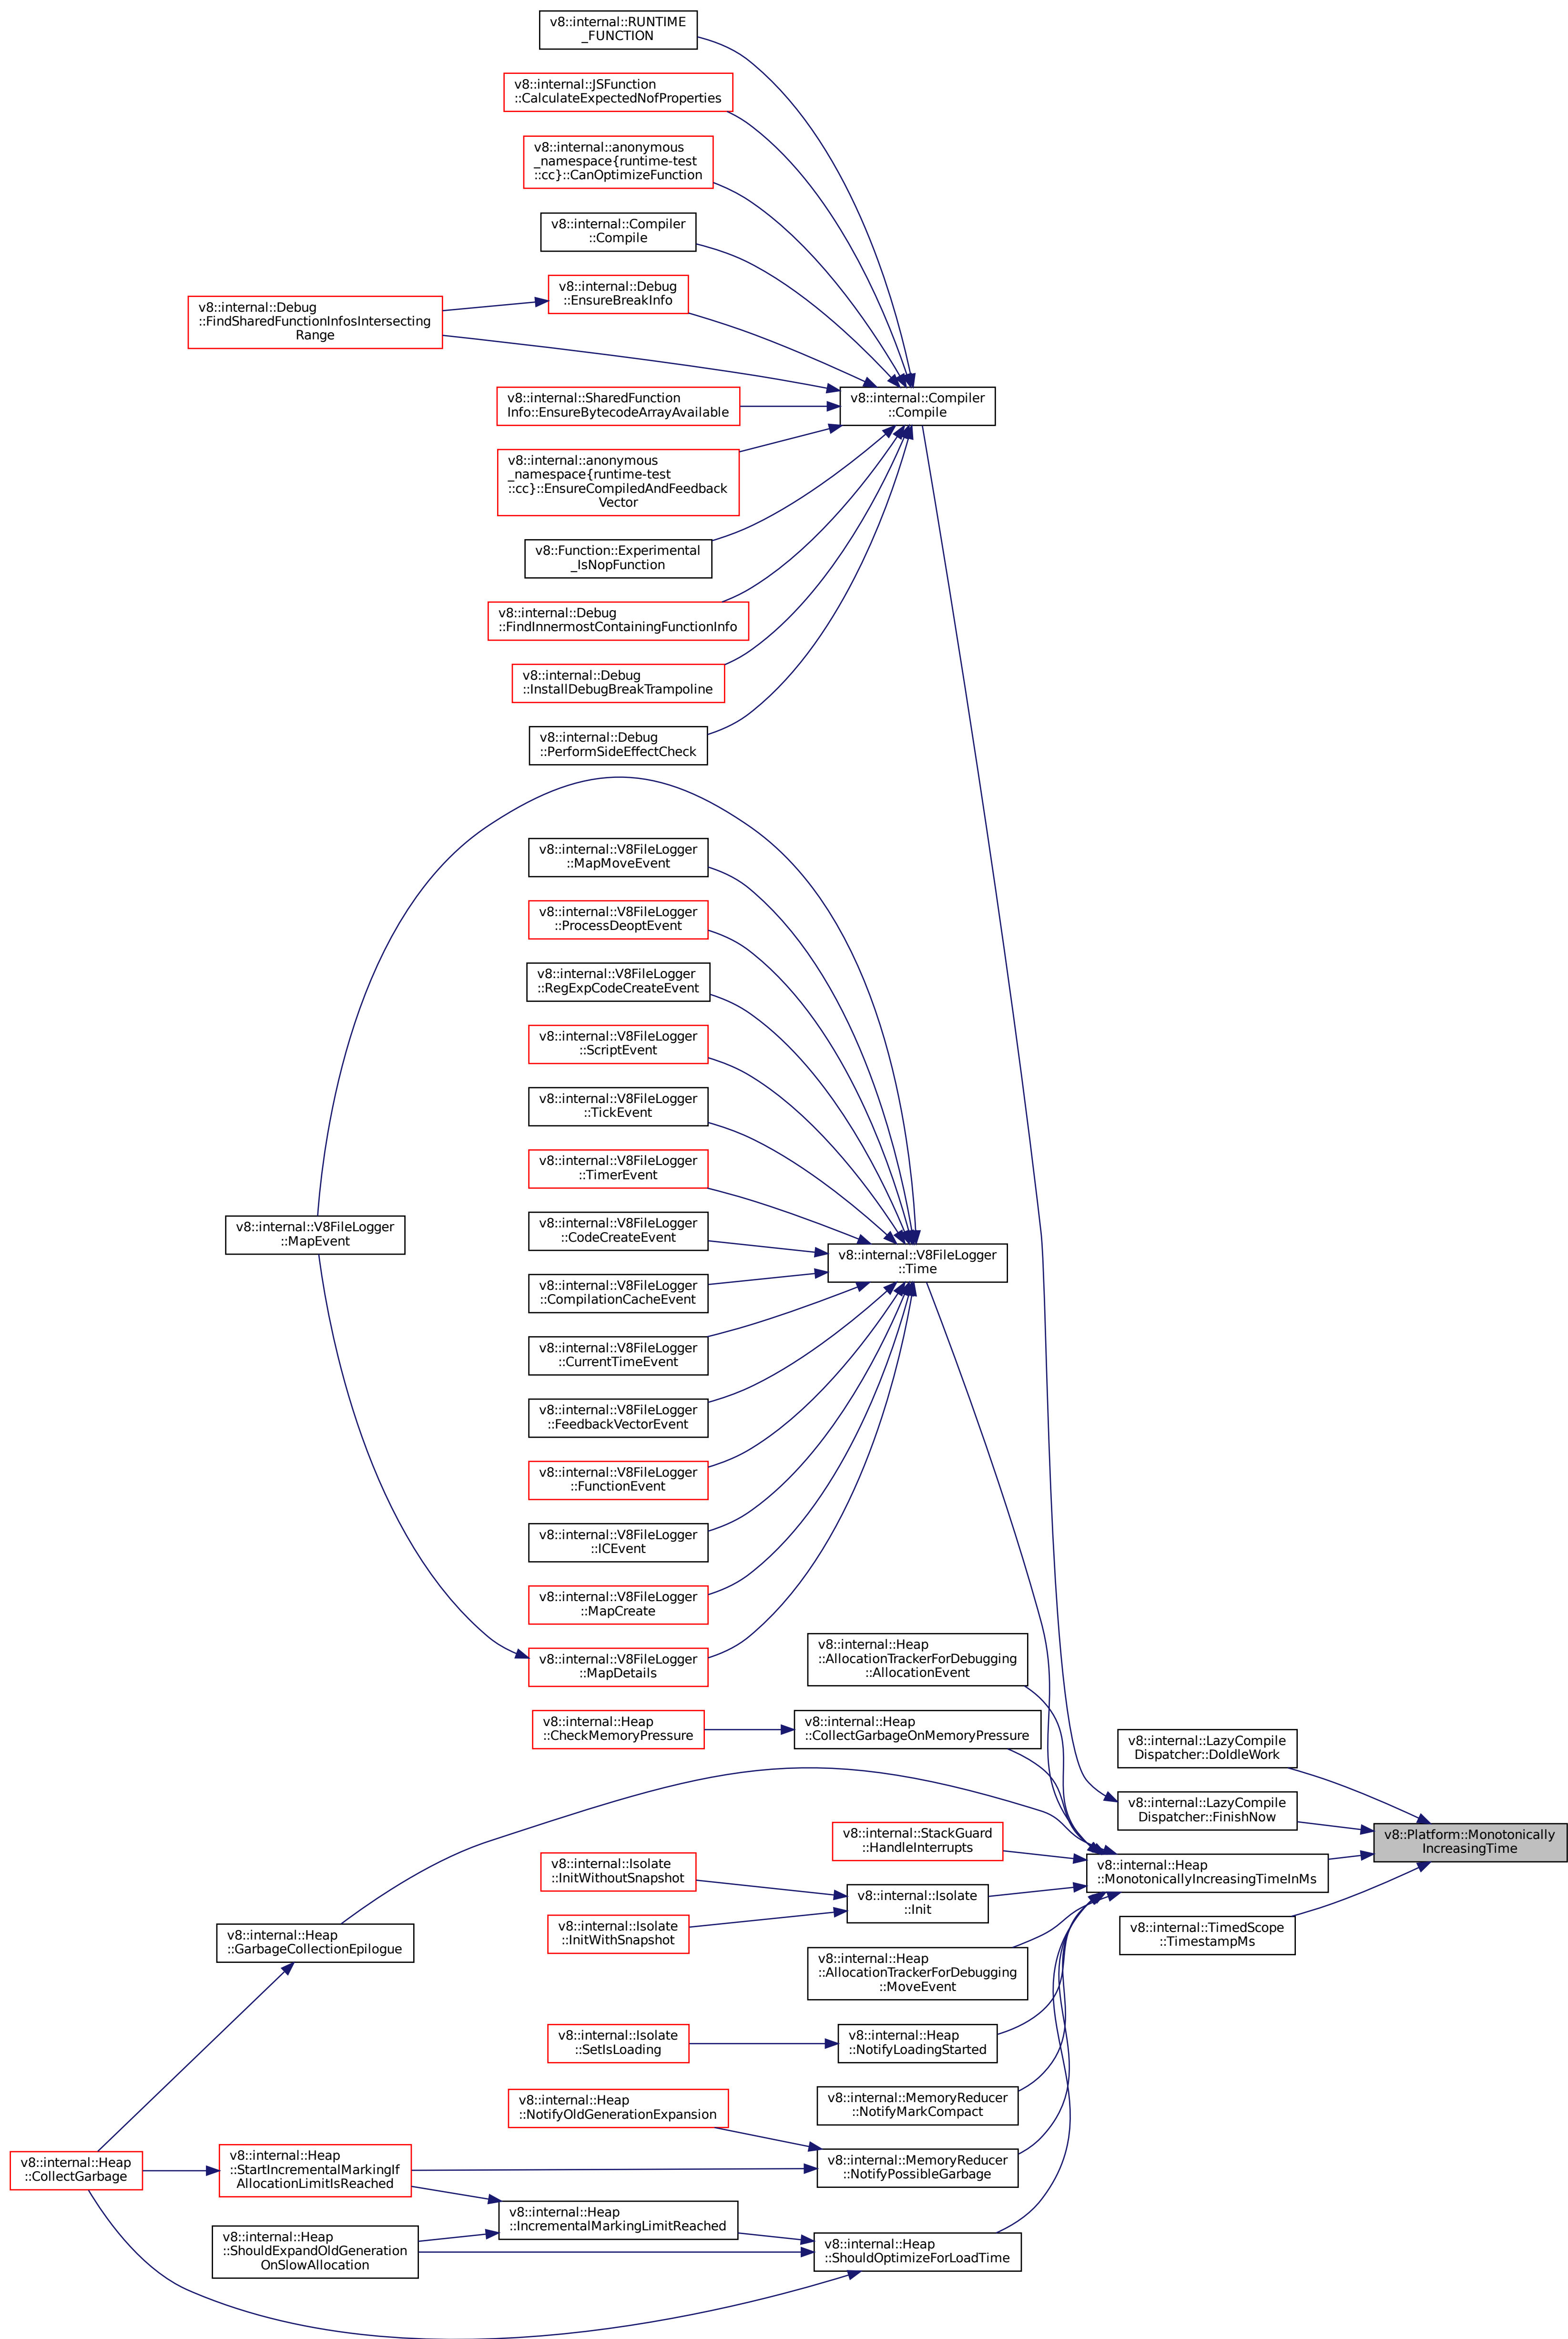 v8::internal::RUNTIME
_FUNCTION
v8::internal::JSFunction
::CalculateExpectedNofProperties
v8::internal::anonymous
_namespace{runtime-test
::cc}::CanOptimizeFunction
v8::internal::Compiler
::Compile
v8::internal::Debug
::EnsureBreakInfo
v8::internal::Debug
::FindSharedFunctionInfosIntersecting
Range
v8::internal::Compiler
::Compile
v8::internal::SharedFunction
Info::EnsureBytecodeArrayAvailable
v8::internal::anonymous
_namespace{runtime-test
::cc}::EnsureCompiledAndFeedback
Vector
v8::Function::Experimental
_IsNopFunction
v8::internal::Debug
::FindInnermostContainingFunctionInfo
v8::internal::Debug
::InstallDebugBreakTrampoline
v8::internal::Debug
::PerformSideEffectCheck
v8::internal::V8FileLogger
::MapMoveEvent
v8::internal::V8FileLogger
::ProcessDeoptEvent
v8::internal::V8FileLogger
::RegExpCodeCreateEvent
v8::internal::V8FileLogger
::ScriptEvent
v8::internal::V8FileLogger
::TickEvent
v8::internal::V8FileLogger
::TimerEvent
v8::internal::V8FileLogger
::CodeCreateEvent
v8::internal::V8FileLogger
::MapEvent
v8::internal::V8FileLogger
::Time
v8::internal::V8FileLogger
::CompilationCacheEvent
v8::internal::V8FileLogger
::CurrentTimeEvent
v8::internal::V8FileLogger
::FeedbackVectorEvent
v8::internal::V8FileLogger
::FunctionEvent
v8::internal::V8FileLogger
::ICEvent
v8::internal::V8FileLogger
::MapCreate
v8::internal::V8FileLogger
::MapDetails
v8::internal::Heap
::AllocationTrackerForDebugging
::AllocationEvent
v8::internal::Heap
::CheckMemoryPressure
v8::internal::Heap
::CollectGarbageOnMemoryPressure
v8::internal::LazyCompile
Dispatcher::DoIdleWork
v8::internal::LazyCompile
Dispatcher::FinishNow
v8::Platform::Monotonically
IncreasingTime
v8::internal::StackGuard
::HandleInterrupts
v8::internal::Heap
::MonotonicallyIncreasingTimeInMs
v8::internal::Isolate
::InitWithoutSnapshot
v8::internal::Isolate
::Init
v8::internal::Isolate
::InitWithSnapshot
v8::internal::TimedScope
::TimestampMs
v8::internal::Heap
::GarbageCollectionEpilogue
v8::internal::Heap
::AllocationTrackerForDebugging
::MoveEvent
v8::internal::Isolate
::SetIsLoading
v8::internal::Heap
::NotifyLoadingStarted
v8::internal::MemoryReducer
::NotifyMarkCompact
v8::internal::Heap
::NotifyOldGenerationExpansion
v8::internal::MemoryReducer
::NotifyPossibleGarbage
v8::internal::Heap
::CollectGarbage
v8::internal::Heap
::StartIncrementalMarkingIf
AllocationLimitIsReached
v8::internal::Heap
::IncrementalMarkingLimitReached
v8::internal::Heap
::ShouldExpandOldGeneration
OnSlowAllocation
v8::internal::Heap
::ShouldOptimizeForLoadTime